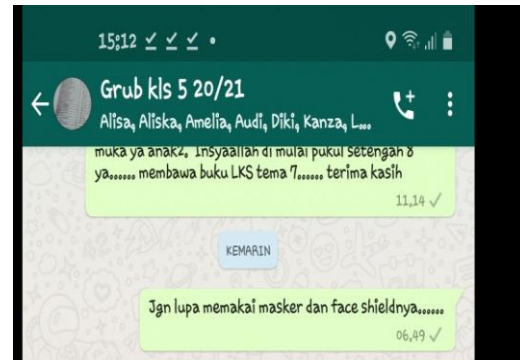 15:12
Grub kls 5 20/21
Alisa, Aliska, Amelia, Audi, Diki, Kanza, L...
muka ya anak2, Insyaallah di mulai pukul setengah 8
ya...... membawa buku LKS tema 7...... terima kasih
11,14
KEMARIN
Jgn lupa memakai masker dan face shieldnya......
06,49